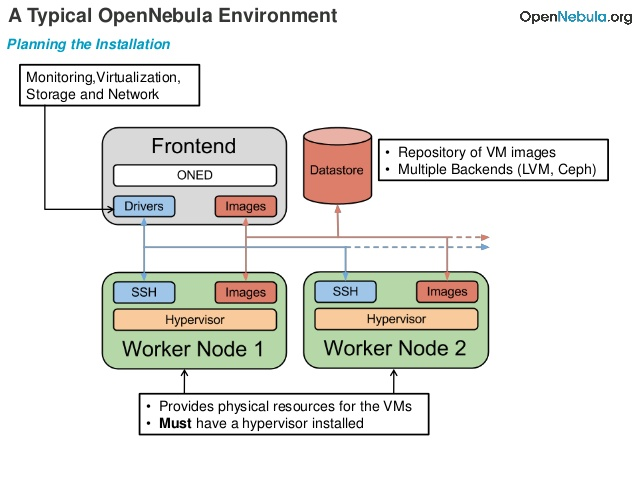 A Typical OpenNebula Environment
OpenNebula.org
Planning the Installation
Monitoring,Virtualization,
Storage and Network
Frontend
ONED
Drivers
Images
Datastore
• Repository of VM images
• Multiple Backends (LVM, Ceph)
SSH
Images
Hypervisor
Worker Node 1
SSH
Images
Hypervisor
Worker Node 2
• Provides physical resources for the VMs
• Must have a hypervisor installed